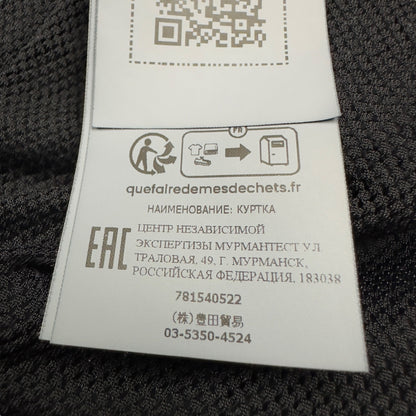 FR
quefairedemesdechets.fr
НАИМЕНОВАНИЕ: КУРТКА
EAC
ЦЕНТР НЕЗАВИСИМОЙ
ЭКСПЕРТИЗЫ МУРМАНТЕСТ УЛ.
ТРАЛОВАЯ, 49, Г. МУРМАНСК,
РОССИЙСКАЯ ФЕДЕРАЦИЯ, 183038
781540522
(株)豊田貿易
03-5350-4524